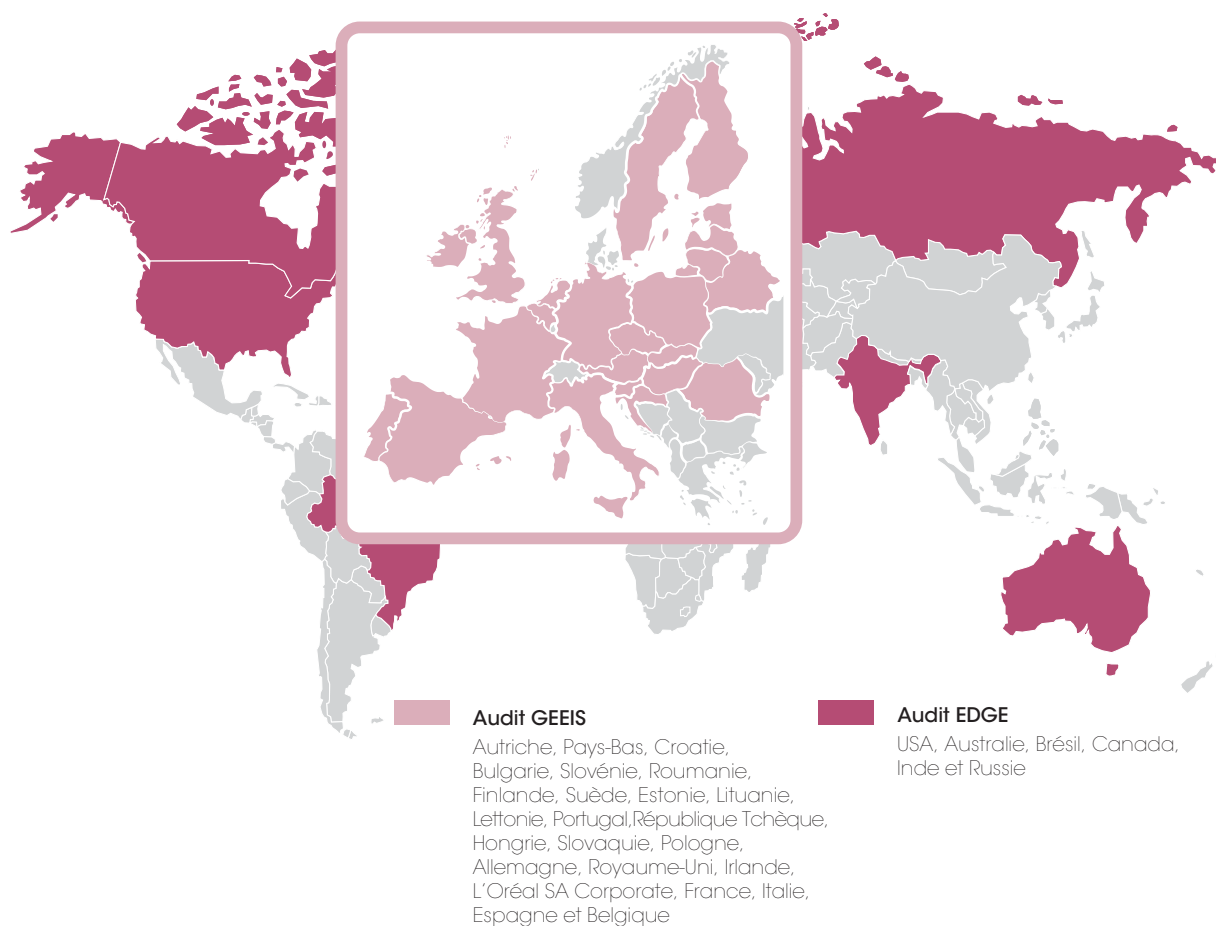 Audit GEEIS
Autriche, Pays-Bas, Croatie,
Bulgarie, Slovénie, Roumanie,
Finlande, Suède, Estonie, Lituanie,
Lettonie, Portugal,République Tchèque,
Hongrie, Slovaquie, Pologne,
Allemagne, Royaume-Uni, Irlande,
L'Oréal SA Corporate, France, Italie,
Espagne et Belgique
Audit EDGE
USA, Australie, Brésil, Canada,
Inde et Russie